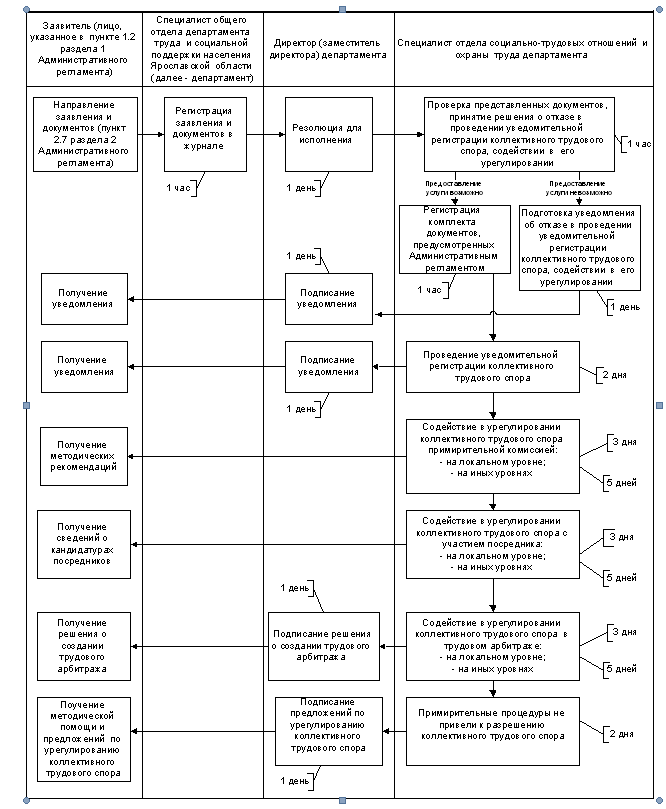 Заявитель (лицо,
указанное в пункте 1.2
раздела 1
Административного
регламента)
Специалист общего
отдела департамента
труда и социальной
поддержки населения
Ярославской области
(далее - департамент)
Директор (заместитель
директора) департамента
Специалист отдела социально-трудовых отношений и
охраны труда департамента
Направление
заявления и
документов (пункт
2.7 раздела 2
Административного
регламента)
Регистрация
заявления и
документов в
журнале
1 час
Резолюция для
исполнения
1 день
Проверка представленных документов,
принятие решения о отказе в
проведении уведомительной
регистрации коллективного трудового
спора, содействии в его
урегулировании
1 час
Предоставление
услуги возможно
Предоставление
услуги невозможно
Регистрация
комплекта
документов,
предусмотренных
Административным
регламентом
1 час
Подготовка уведомления
об отказе в проведении
уведомительной
регистрации
коллективного трудового
спора, содействии в его
урегулировании
1 день
1 день
Получение
уведомления
Подписание
уведомления
Получение
уведомления
Подписание
уведомления
1 день
Проведение уведомительной
регистрации коллективного
трудового спора
2 дня
Получение
методических
рекомендаций
Содействие в урегулировании
коллективного трудового спора
примирительной комиссией:
- на локальном уровне;
- на иных уровнях
3 дня
5 дней
Получение
сведений о
кандидатурах
посредников
Содействие в урегулировании
коллективного трудового спора с
участием посредника:
- на локальном уровне;
- на иных уровнях
3 дня
5 дней
1 день
Получение
решения о
создании
трудового
арбитража
Подписание решения
о создании трудового
арбитража
Содействие в урегулировании
коллективного трудового спора в
трудовом арбитраже:
- на локальном уровне;
- на иных уровнях
3 дня
5 дней
Поучение
методической
помощи и
предложений по
урегулированию
коллективного
трудового спора
Подписание
предложений по
урегулированию
коллективного
трудового спора
1 день
Примирительные процедуры не
привели к разрешению
коллективного трудового спора
2 дня